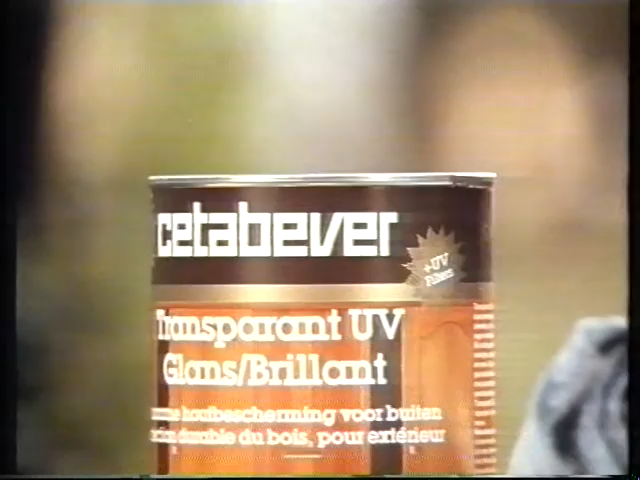 cetabever
+UV
Filters
Transparant UV
Glans/Brillant
houtbescherming voor buiten
durable du bois, pour extérieur